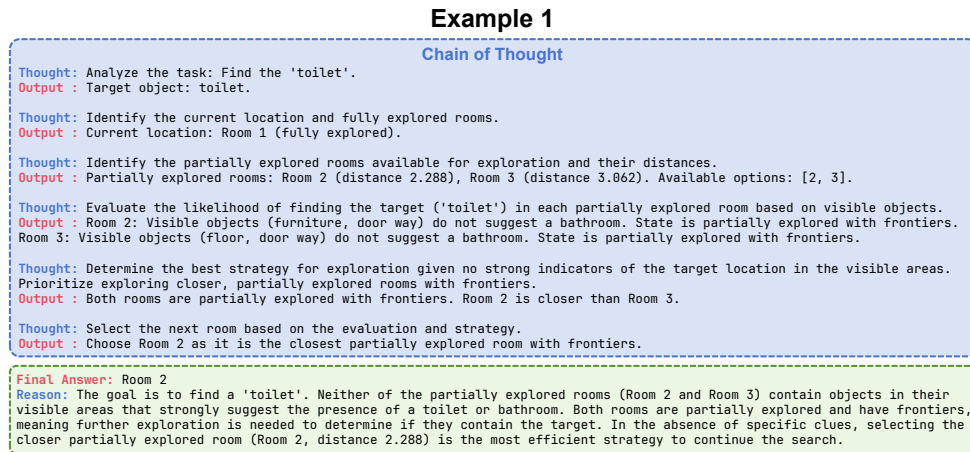 Example 1
Chain of Thought
Thought: Analyze the task: Find the 'toilet'.
Output : Target object: toilet.
Thought: Identify the current location and fully explored rooms.
Output : Current location: Room 1 (fully explored).
Thought: Identify the partially explored rooms available for exploration and their distances.
Output : Partially explored rooms: Room 2 (distance 2.288), Room 3 (distance 3.062). Available options: [2, 3].
Thought: Evaluate the likelihood of finding the target ('toilet') in each partially explored room based on visible objects.
Output : Room 2: Visible objects (furniture, door way) do not suggest a bathroom. State is partially explored with frontiers.
Room 3: Visible objects (floor, door way) do not suggest a bathroom. State is partially explored with frontiers.
Thought: Determine the best strategy for exploration given no strong indicators of the target location in the visible areas.
Prioritize exploring closer, partially explored rooms with frontiers.
Output : Both rooms are partially explored with frontiers. Room 2 is closer than Room 3.
Thought: Select the next room based on the evaluation and strategy.
Output : Choose Room 2 as it is the closest partially explored room with frontiers.
Final Answer: Room 2
Reason: The goal is to find a 'toilet'. Neither of the partially explored rooms (Room 2 and Room 3) contain objects in their
visible areas that strongly suggest the presence of a toilet or bathroom. Both rooms are partially explored and have frontiers,
meaning further exploration is needed to determine if they contain the target. In the absence of specific clues, selecting the
closer partially explored room (Room 2, distance 2.288) is the most efficient strategy to continue the search.